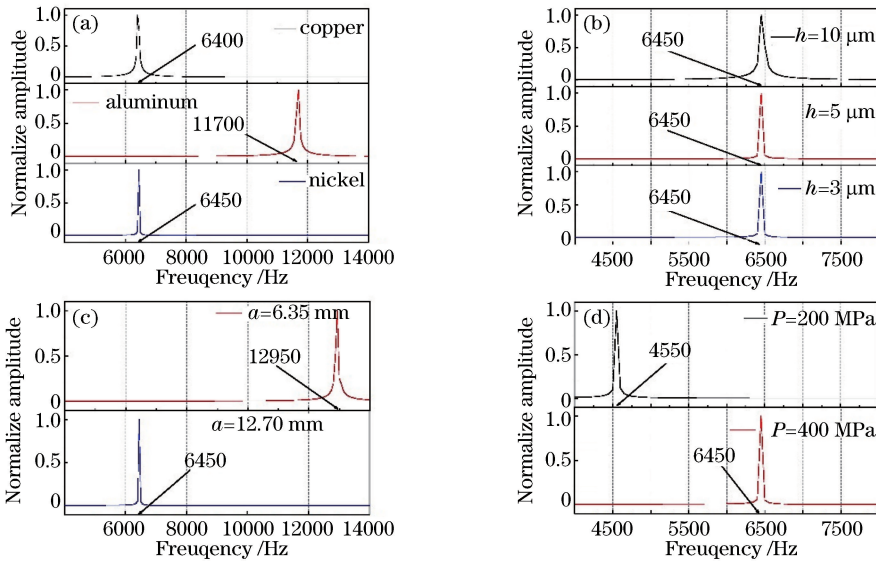 (a)
copper
6400
aluminum
11700
nickel
6450
1.0
0.5
0
1.0
0.5
0
1.0
0.5
0
Normalize amplitude
6000 8000 10000 12000 14000
Freuqency /Hz
(b)
h=10 μm
6450
h=5 μm
6450
h=3 μm
6450
1.0
0.5
0
1.0
0.5
0
1.0
0.5
0
Normalize amplitude
4500 5500 6500 7500
Freuqency /Hz
(c)
a=6.35 mm
12950
a=12.70 mm
6450
1.0
0.5
0
1.0
0.5
0
Normalize amplitude
6000 8000 10000 12000 14000
Freuqency /Hz
(d)
P=200 MPa
4550
P=400 MPa
6450
1.0
0.5
0
1.0
0.5
0
Normalize amplitude
4500 5500 6500 7500
Freuqency /Hz